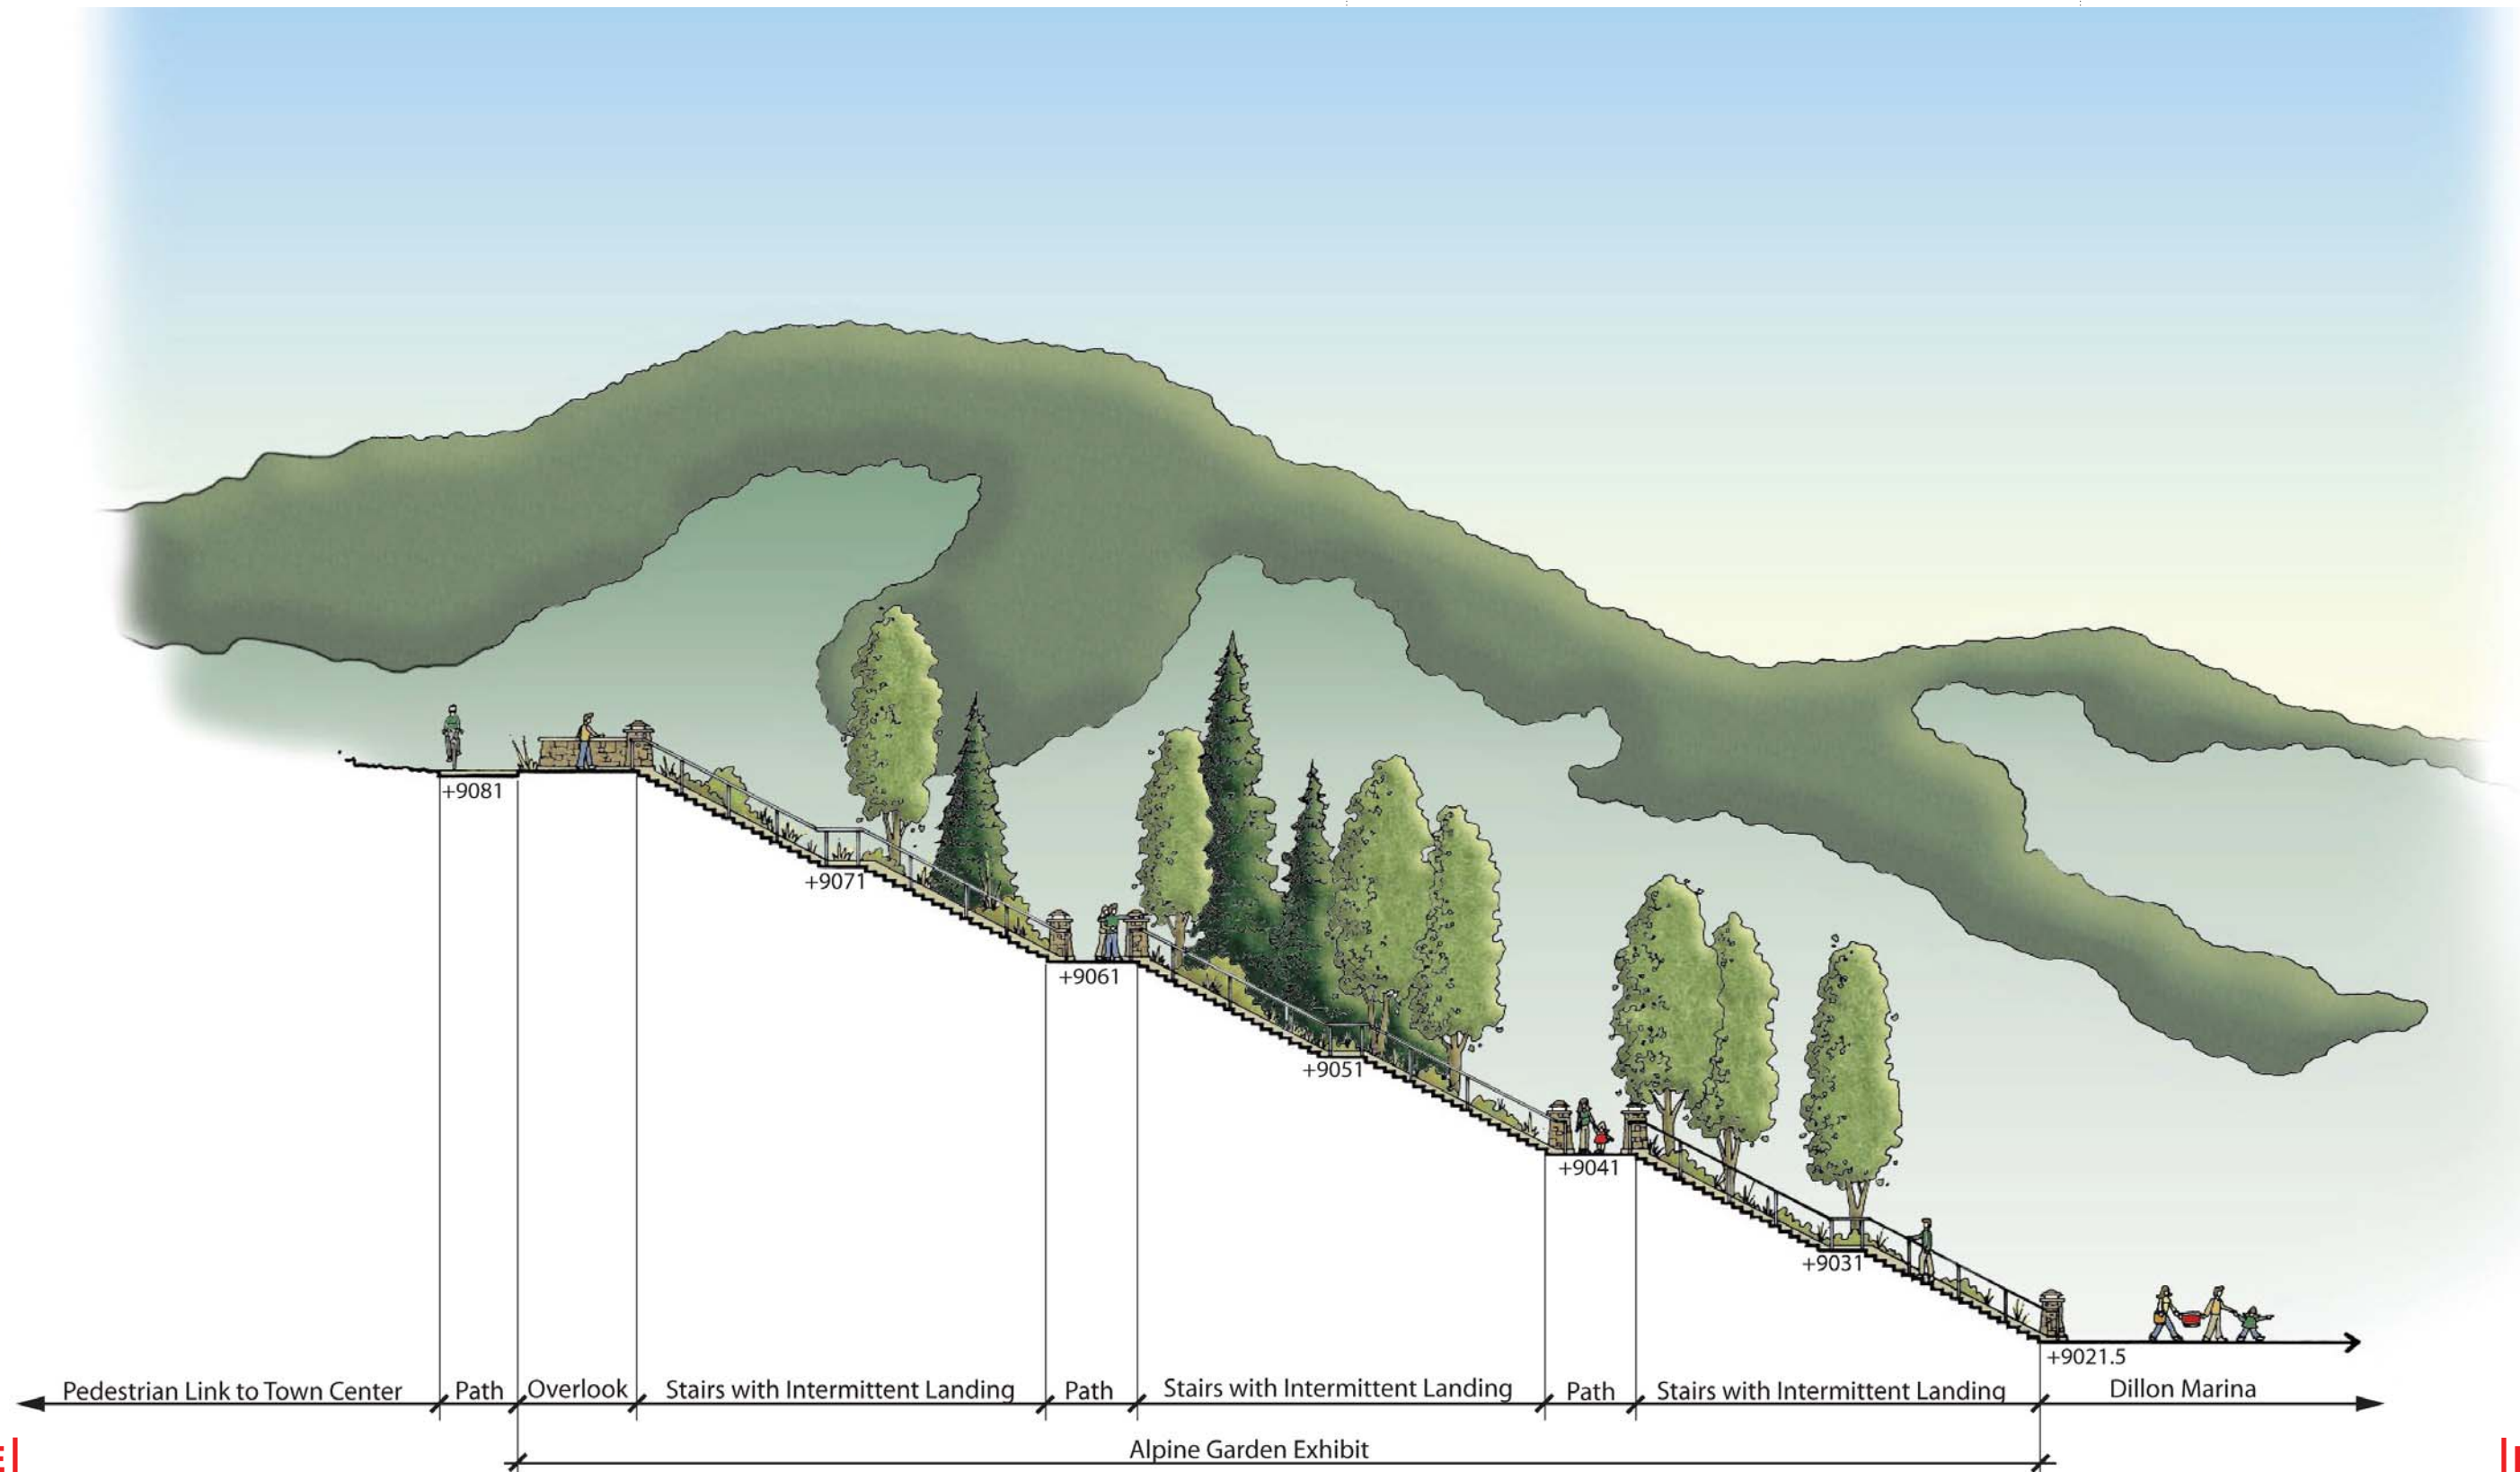 +9081
+9071
+9061
+9051
+9041
+9031
+9021.5
Pedestrian Link to Town Center
Path
Overlook
Stairs with Intermittent Landing
Path
Stairs with Intermittent Landing
Path
Stairs with Intermittent Landing
Dillon Marina
Alpine Garden Exhibit